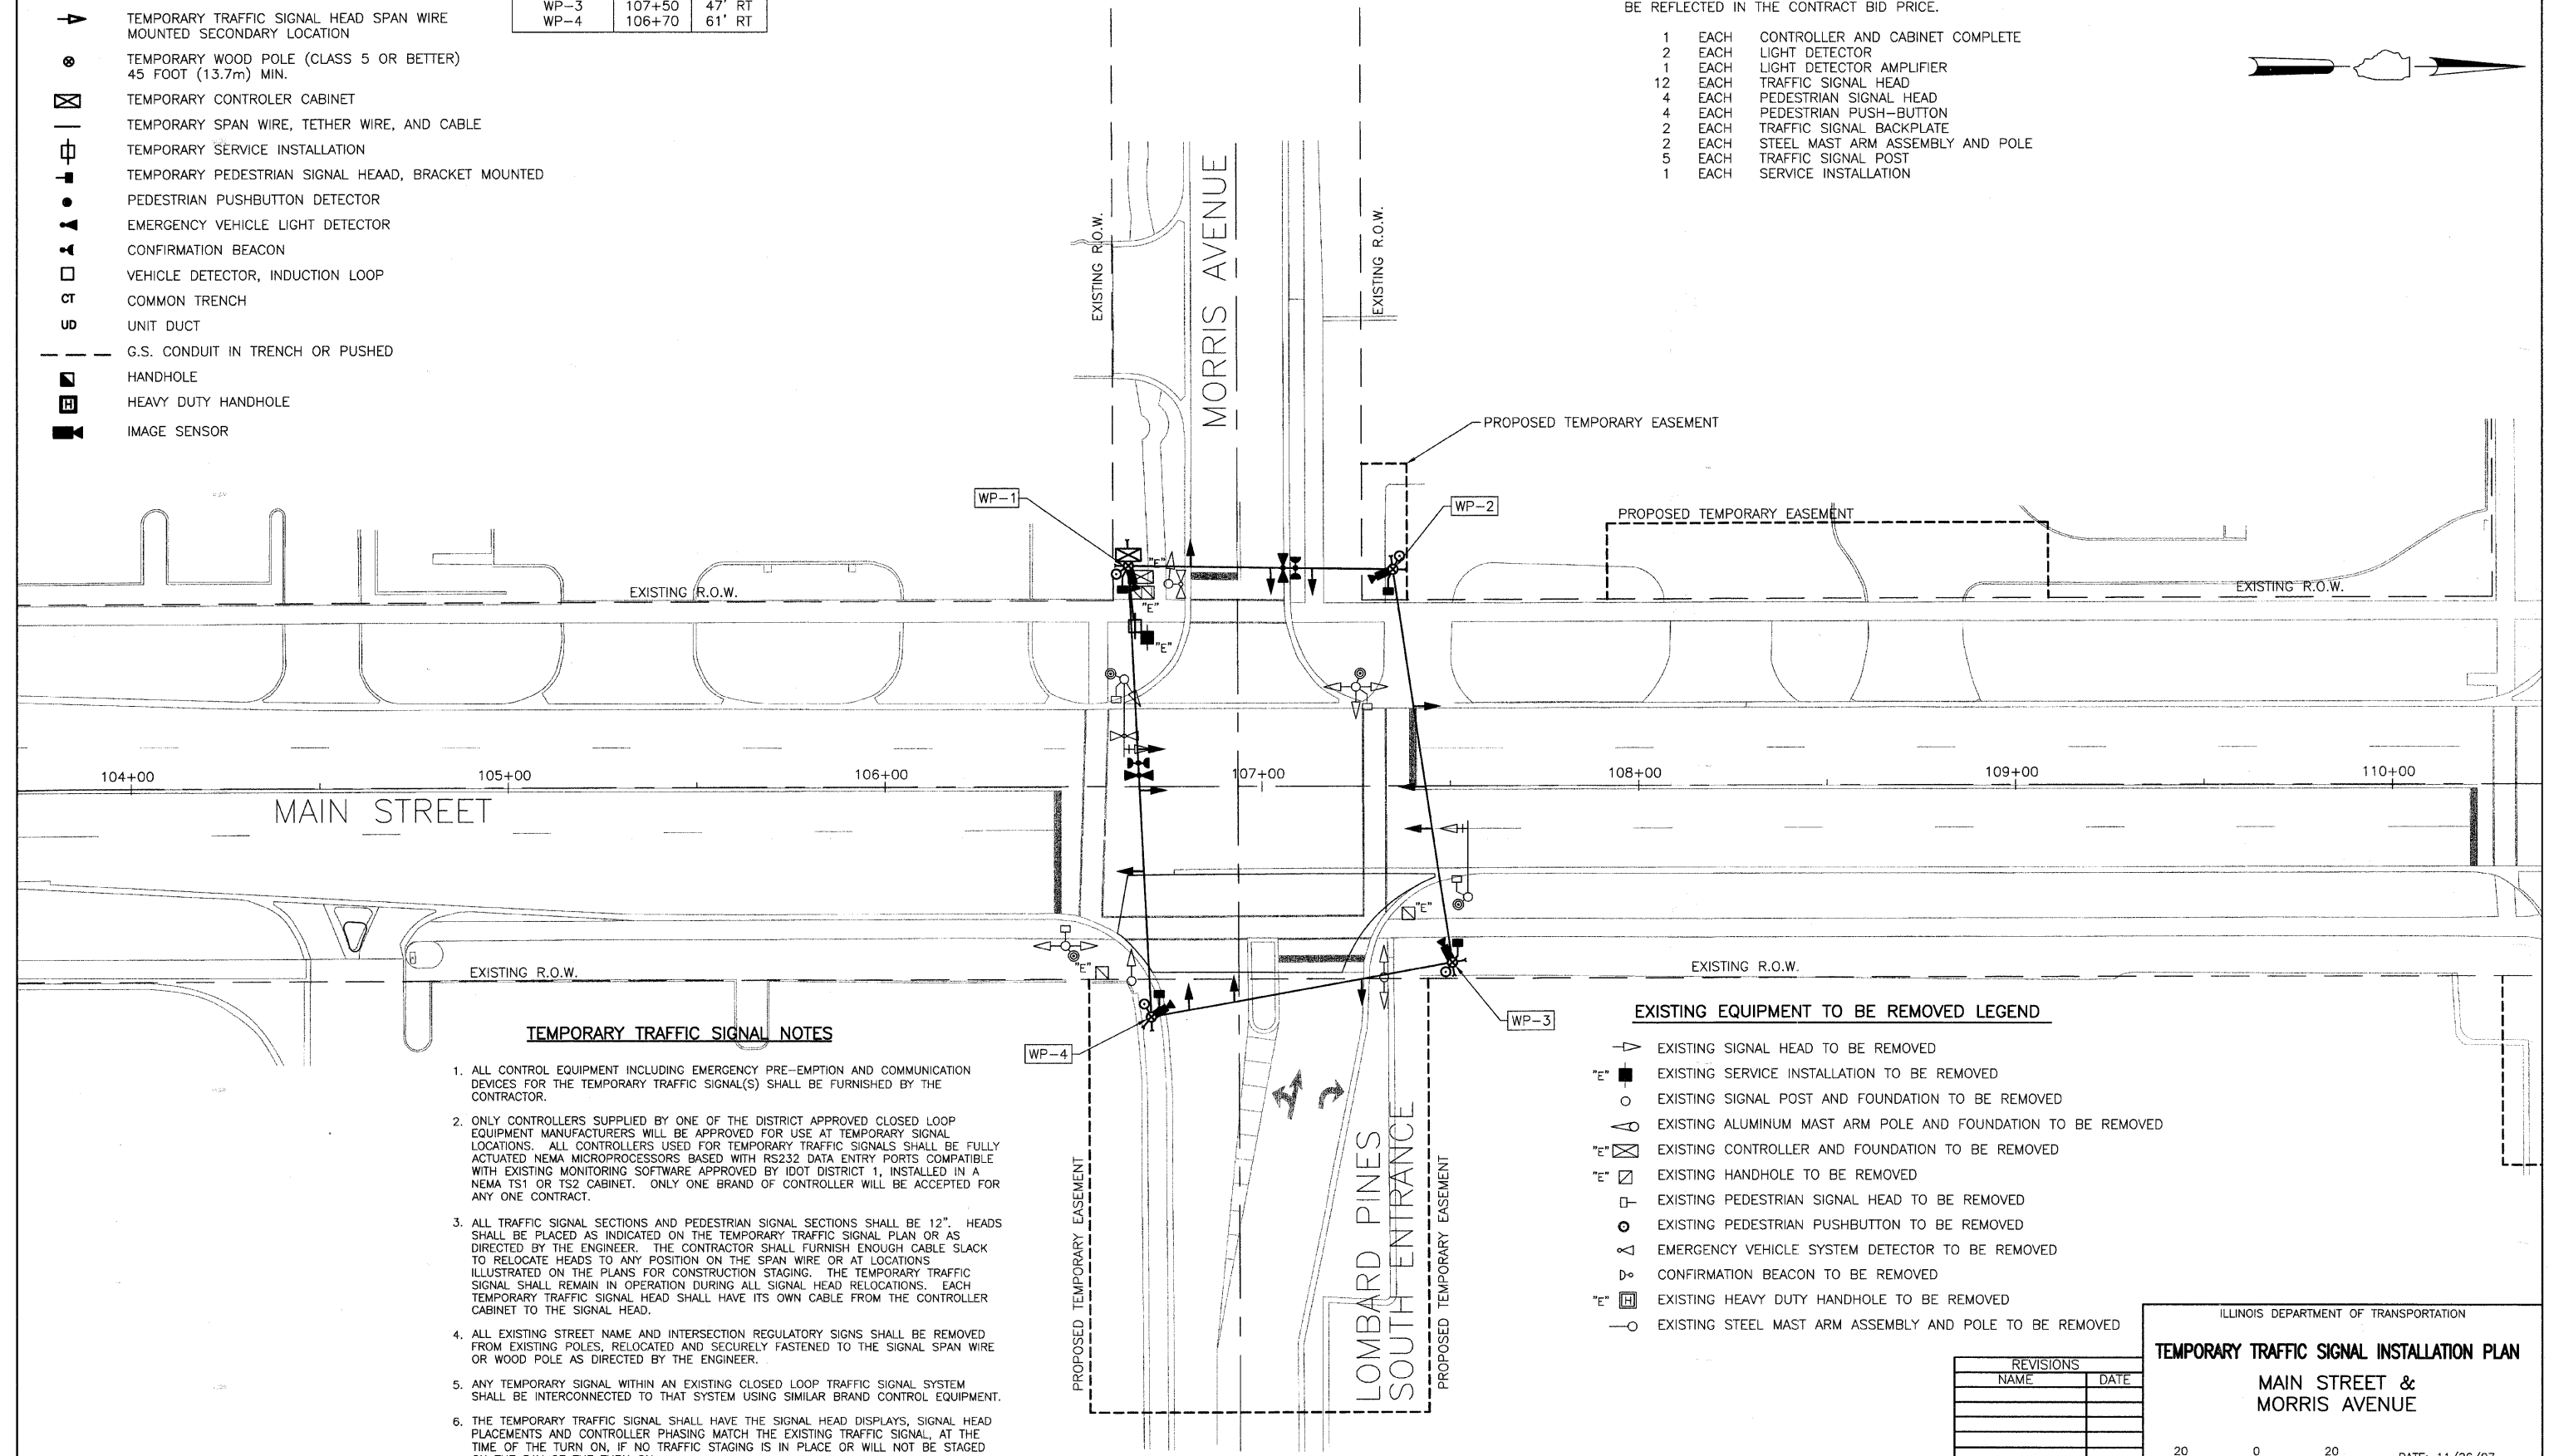 TEMPORARY TRAFFIC SIGNAL HEAD SPAN WIRE
MOUNTED SECONDARY LOCATION
TEMPORARY WOOD POLE (CLASS 5 OR BETTER)
45 FOOT (13.7m) MIN.
TEMPORARY CONTROLER CABINET
TEMPORARY SPAN WIRE, TETHER WIRE, AND CABLE
TEMPORARY SERVICE INSTALLATION
TEMPORARY PEDESTRIAN SIGNAL HEAAD, BRACKET MOUNTED
PEDESTRIAN PUSHBUTTON DETECTOR
EMERGENCY VEHICLE LIGHT DETECTOR
CONFIRMATION BEACON
VEHICLE DETECTOR, INDUCTION LOOP
CT COMMON TRENCH
UD UNIT DUCT
G.S. CONDUIT IN TRENCH OR PUSHED
HANDHOLE
H HEAVY DUTY HANDHOLE
IMAGE SENSOR
WP-3 107+50 47' RT
WP-4 106+70 61' RT
BE REFLECTED IN THE CONTRACT BID PRICE.
1 EACH CONTROLLER AND CABINET COMPLETE
2 EACH LIGHT DETECTOR
1 EACH LIGHT DETECTOR AMPLIFIER
12 EACH TRAFFIC SIGNAL HEAD
4 EACH PEDESTRIAN SIGNAL HEAD
4 EACH PEDESTRIAN PUSH-BUTTON
2 EACH TRAFFIC SIGNAL BACKPLATE
2 EACH STEEL MAST ARM ASSEMBLY AND POLE
5 EACH TRAFFIC SIGNAL POST
1 EACH SERVICE INSTALLATION
EXISTING R.O.W.
MORRIS AVENUE
EXISTING R.O.W.
PROPOSED TEMPORARY EASEMENT
WP-1
WP-2
PROPOSED TEMPORARY EASEMENT
"E"
EXISTING R.O.W.
EXISTING R.O.W.
"E"
"E"
104+00
105+00
106+00
107+00
108+00
109+00
110+00
MAIN STREET
"E"
"E"
EXISTING R.O.W.
EXISTING R.O.W.
WP-3
WP-4
PROPOSED TEMPORARY EASEMENT
LOMBARD PINES
SOUTH ENTRANCE
PROPOSED TEMPORARY EASEMENT
TEMPORARY TRAFFIC SIGNAL NOTES
1. ALL CONTROL EQUIPMENT INCLUDING EMERGENCY PRE-EMPTION AND COMMUNICATION
DEVICES FOR THE TEMPORARY TRAFFIC SIGNAL(S) SHALL BE FURNISHED BY THE
CONTRACTOR.
2. ONLY CONTROLLERS SUPPLIED BY ONE OF THE DISTRICT APPROVED CLOSED LOOP
EQUIPMENT MANUFACTURERS WILL BE APPROVED FOR USE AT TEMPORARY SIGNAL
LOCATIONS. ALL CONTROLLERS USED FOR TEMPORARY TRAFFIC SIGNALS SHALL BE FULLY
ACTUATED NEMA MICROPROCESSORS BASED WITH RS232 DATA ENTRY PORTS COMPATIBLE
WITH EXISTING MONITORING SOFTWARE APPROVED BY IDOT DISTRICT 1, INSTALLED IN A
NEMA TS1 OR TS2 CABINET. ONLY ONE BRAND OF CONTROLLER WILL BE ACCEPTED FOR
ANY ONE CONTRACT.
3. ALL TRAFFIC SIGNAL SECTIONS AND PEDESTRIAN SIGNAL SECTIONS SHALL BE 12". HEADS
SHALL BE PLACED AS INDICATED ON THE TEMPORARY TRAFFIC SIGNAL PLAN OR AS
DIRECTED BY THE ENGINEER. THE CONTRACTOR SHALL FURNISH ENOUGH CABLE SLACK
TO RELOCATE HEADS TO ANY POSITION ON THE SPAN WIRE OR AT LOCATIONS
ILLUSTRATED ON THE PLANS FOR CONSTRUCTION STAGING. THE TEMPORARY TRAFFIC
SIGNAL SHALL REMAIN IN OPERATION DURING ALL SIGNAL HEAD RELOCATIONS. EACH
TEMPORARY TRAFFIC SIGNAL HEAD SHALL HAVE ITS OWN CABLE FROM THE CONTROLLER
CABINET TO THE SIGNAL HEAD.
4. ALL EXISTING STREET NAME AND INTERSECTION REGULATORY SIGNS SHALL BE REMOVED
FROM EXISTING POLES, RELOCATED AND SECURELY FASTENED TO THE SIGNAL SPAN WIRE
OR WOOD POLE AS DIRECTED BY THE ENGINEER.
5. ANY TEMPORARY SIGNAL WITHIN AN EXISTING CLOSED LOOP TRAFFIC SIGNAL SYSTEM
SHALL BE INTERCONNECTED TO THAT SYSTEM USING SIMILAR BRAND CONTROL EQUIPMENT.
6. THE TEMPORARY TRAFFIC SIGNAL SHALL HAVE THE SIGNAL HEAD DISPLAYS, SIGNAL HEAD
PLACEMENTS AND CONTROLLER PHASING MATCH THE EXISTING TRAFFIC SIGNAL, AT THE
TIME OF THE TURN ON, IF NO TRAFFIC STAGING IS IN PLACE OR WILL NOT BE STAGED
EXISTING EQUIPMENT TO BE REMOVED LEGEND
EXISTING SIGNAL HEAD TO BE REMOVED
"E" EXISTING SERVICE INSTALLATION TO BE REMOVED
EXISTING SIGNAL POST AND FOUNDATION TO BE REMOVED
EXISTING ALUMINUM MAST ARM POLE AND FOUNDATION TO BE REMOVED
"E" EXISTING CONTROLLER AND FOUNDATION TO BE REMOVED
"E" EXISTING HANDHOLE TO BE REMOVED
EXISTING PEDESTRIAN SIGNAL HEAD TO BE REMOVED
EXISTING PEDESTRIAN PUSHBUTTON TO BE REMOVED
EMERGENCY VEHICLE SYSTEM DETECTOR TO BE REMOVED
CONFIRMATION BEACON TO BE REMOVED
"E" H EXISTING HEAVY DUTY HANDHOLE TO BE REMOVED
EXISTING STEEL MAST ARM ASSEMBLY AND POLE TO BE REMOVED
ILLINOIS DEPARTMENT OF TRANSPORTATION
TEMPORARY TRAFFIC SIGNAL INSTALLATION PLAN
MAIN STREET &
MORRIS AVENUE
REVISIONS
NAME DATE
20 0 20